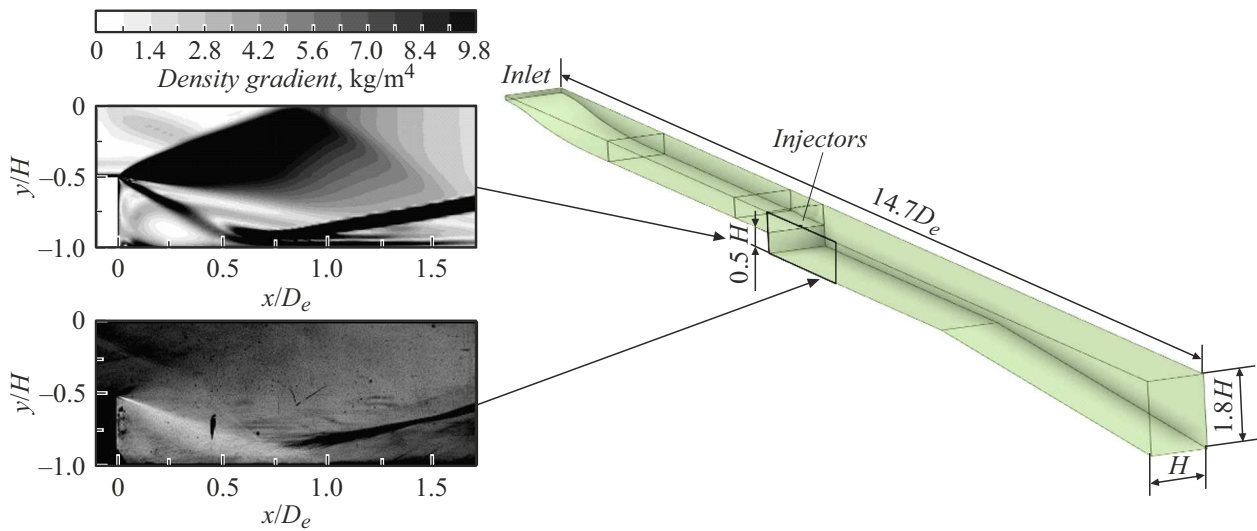 0 1.4 2.8 4.2 5.6 7.0 8.4 9.8
Density gradient, kg/m⁴
0
–0.5
–1.0
y/H
0 0.5 1.0 1.5
x/Dₑ
0
–0.5
–1.0
y/H
0 0.5 1.0 1.5
x/Dₑ
Inlet
Injectors
14.7Dₑ
0.5 H
1.8H
H